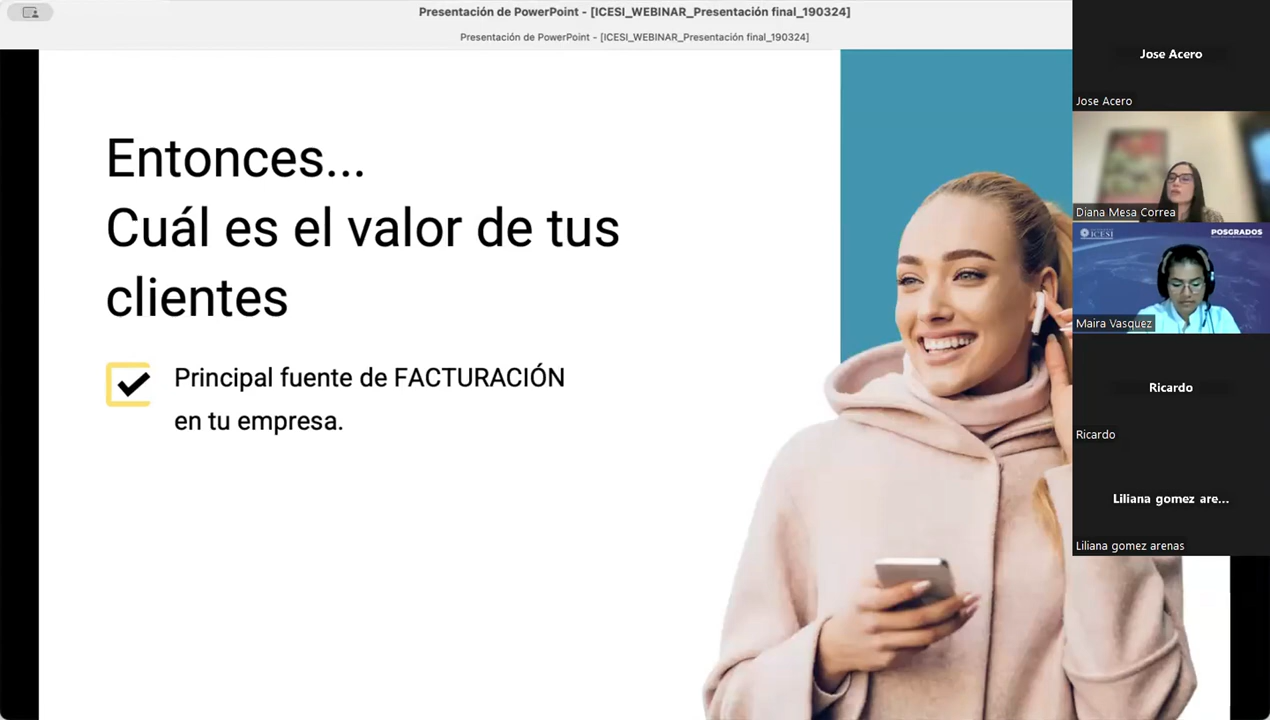 Presentación de PowerPoint - [ICESI_WEBINAR_Presentación final_190324]
Presentación de PowerPoint - [ICESI_WEBINAR_Presentación final_190324]
Entonces...
Cuál es el valor de tus
clientes
Principal fuente de FACTURACIÓN
en tu empresa.
Jose Acero
Jose Acero
Diana Mesa Correa
ICESI
POSGRADOS
Maira Vasquez
Ricardo
Ricardo
Liliana gomez are...
Liliana gomez arenas